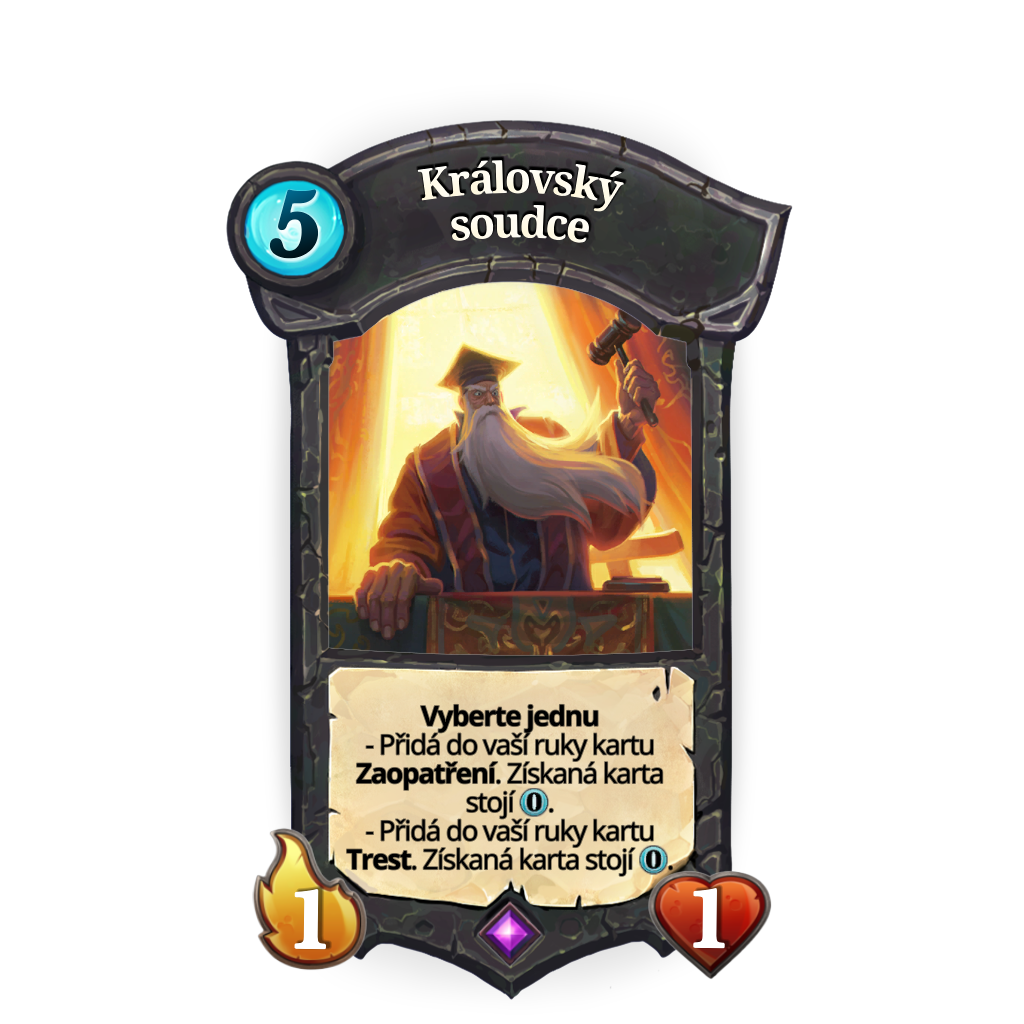 5
Královský
soudce
Vyberte jednu
- Přidá do vaší ruky kartu
Zaopatření. Získaná karta
stojí 0.
- Přidá do vaší ruky kartu
Trest. Získaná karta stojí 0.
1
1